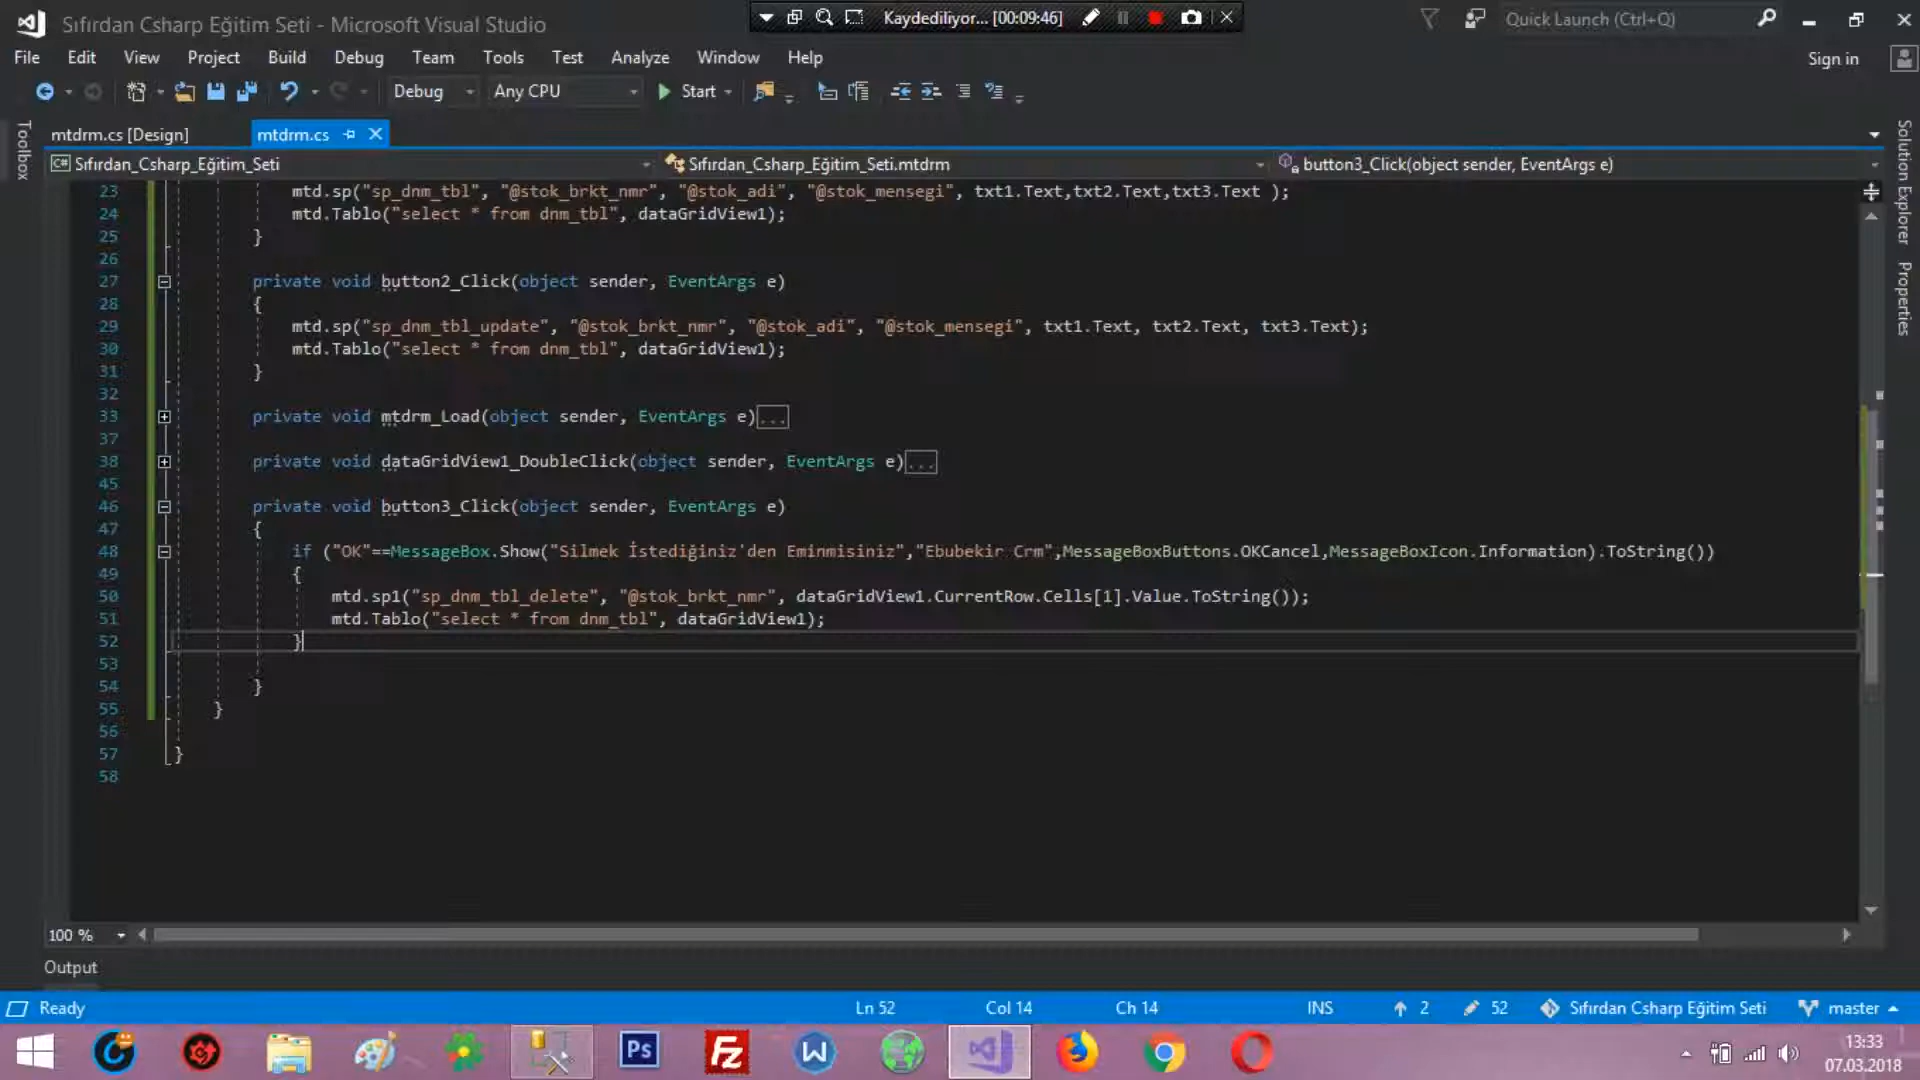 Sıfırdan Csharp Eğitim Seti - Microsoft Visual Studio
Kaydediliyor... [00:09:46]
Quick Launch (Ctrl+Q)
File Edit View Project Build Debug Team Tools Test Analyze Window Help
Sign in
Debug Any CPU Start
Toolbox
mtdrm.cs [Design] mtdrm.cs
Solution Explorer
Properties
C# Sıfırdan_Csharp_Eğitim_Seti Sıfırdan_Csharp_Eğitim_Seti.mtdrm button3_Click(object sender, EventArgs e)
23 mtd.sp("sp_dnm_tbl", "@stok_brkt_nmr", "@stok_adi", "@stok_mensegi", txt1.Text,txt2.Text,txt3.Text );
24 mtd.Tablo("select * from dnm_tbl", dataGridView1);
25 }
26
27 private void button2_Click(object sender, EventArgs e)
28 {
29 mtd.sp("sp_dnm_tbl_update", "@stok_brkt_nmr", "@stok_adi", "@stok_mensegi", txt1.Text, txt2.Text, txt3.Text);
30 mtd.Tablo("select * from dnm_tbl", dataGridView1);
31 }
32
33 private void mtdrm_Load(object sender, EventArgs e)...
37
38 private void dataGridView1_DoubleClick(object sender, EventArgs e)...
45
46 private void button3_Click(object sender, EventArgs e)
47 {
48 if ("OK"==MessageBox.Show("Silmek İstediğiniz'den Eminmisiniz","Ebubekir Crm",MessageBoxButtons.OKCancel,MessageBoxIcon.Information).ToString())
49 {
50 mtd.sp1("sp_dnm_tbl_delete", "@stok_brkt_nmr", dataGridView1.CurrentRow.Cells[1].Value.ToString());
51 mtd.Tablo("select * from dnm_tbl", dataGridView1);
52 }
53
54 }
55 }
56
57 }
58
100 %
Output
Ready Ln 52 Col 14 Ch 14 INS 2 52 Sıfırdan Csharp Eğitim Seti master
Ps
Fz
W
13:33
07.03.2018